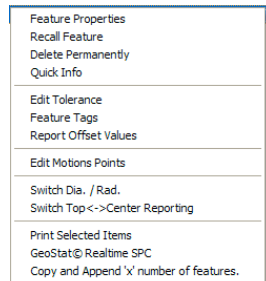 Feature Properties
Recall Feature
Delete Permanently
Quick Info
Edit Tolerance
Feature Tags
Report Offset Values
Edit Motions Points
Switch Dia. / Rad.
Switch Top<->Center Reporting
Print Selected Items
GeoStat© Realtime SPC
Copy and Append 'x' number of features.